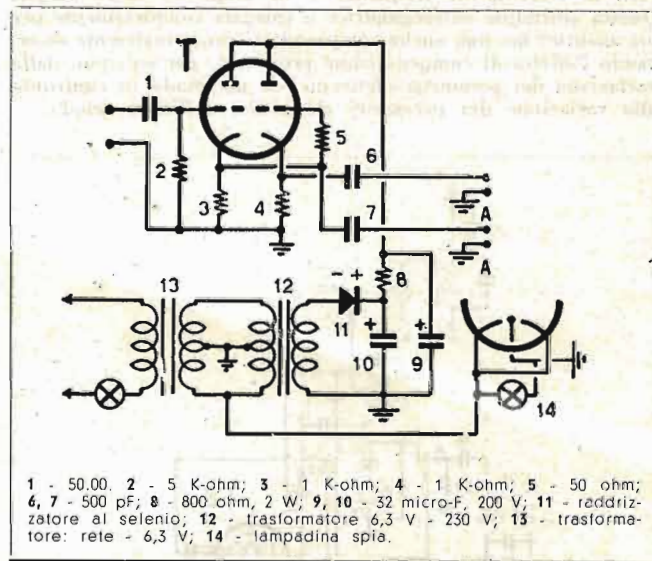 T
1
2
3
4
5
6
7
A
A
8
13
12
- +
11
+
10
+
9
14
1 - 50.00. 2 - 5 K-ohm; 3 - 1 K-ohm; 4 - 1 K-ohm; 5 - 50 ohm;
6, 7 - 500 pF; 8 - 800 ohm, 2 W; 9, 10 - 32 micro-F, 200 V; 11 - raddriz-
zatore al selenio; 12 - trasformatore 6,3 V - 230 V; 13 - trasforma-
tore: rete - 6,3 V; 14 - lampadina spia.